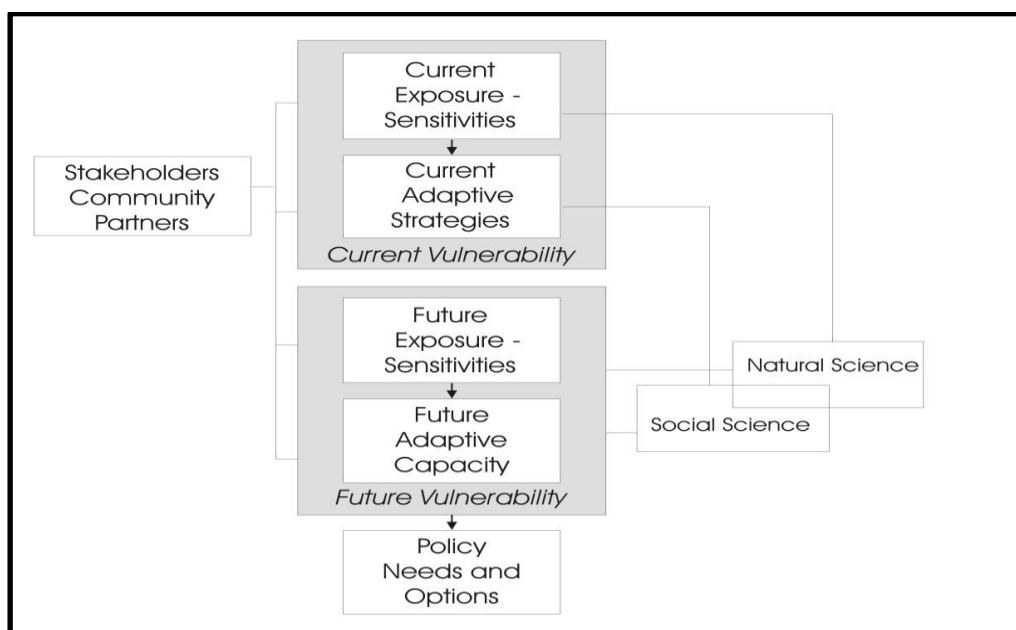 Current
Exposure -
Sensitivities
Stakeholders
Community
Partners
Current
Adaptive
Strategies
Current Vulnerability
Future
Exposure -
Sensitivities
Natural Science
Future
Adaptive
Capacity
Social Science
Future Vulnerability
Policy
Needs and
Options